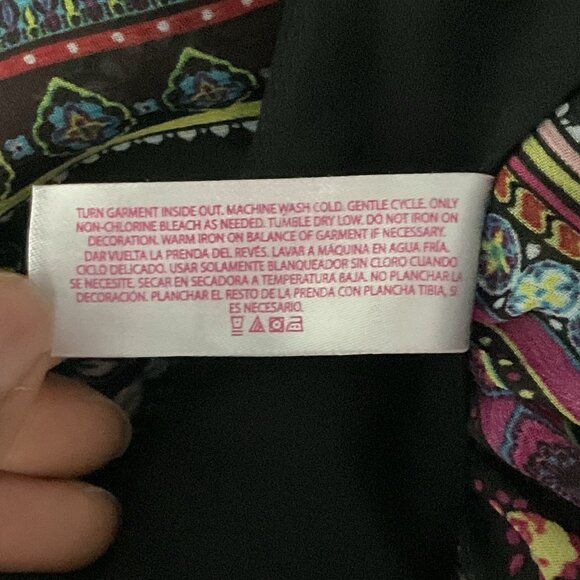 TURN GARMENT INSIDE OUT. MACHINE WASH COLD. GENTLE CYCLE. ONLY
NON-CHLORINE BLEACH AS NEEDED. TUMBLE DRY LOW. DO NOT IRON ON
DECORATION. WARM IRON ON BALANCE OF GARMENT IF NECESSARY.
DAR VUELTA LA PRENDA DEL REVÉS. LAVAR A MÁQUINA EN AGUA FRÍA.
CICLO DELICADO. USAR SOLAMENTE BLANQUEADOR SIN CLORO CUANDO
SE NECESITE. SECAR EN SECADORA A TEMPERATURA BAJA. NO PLANCHAR LA
DECORACIÓN. PLANCHAR EL RESTO DE LA PRENDA CON PLANCHA TIBIA, SI
ES NECESARIO.